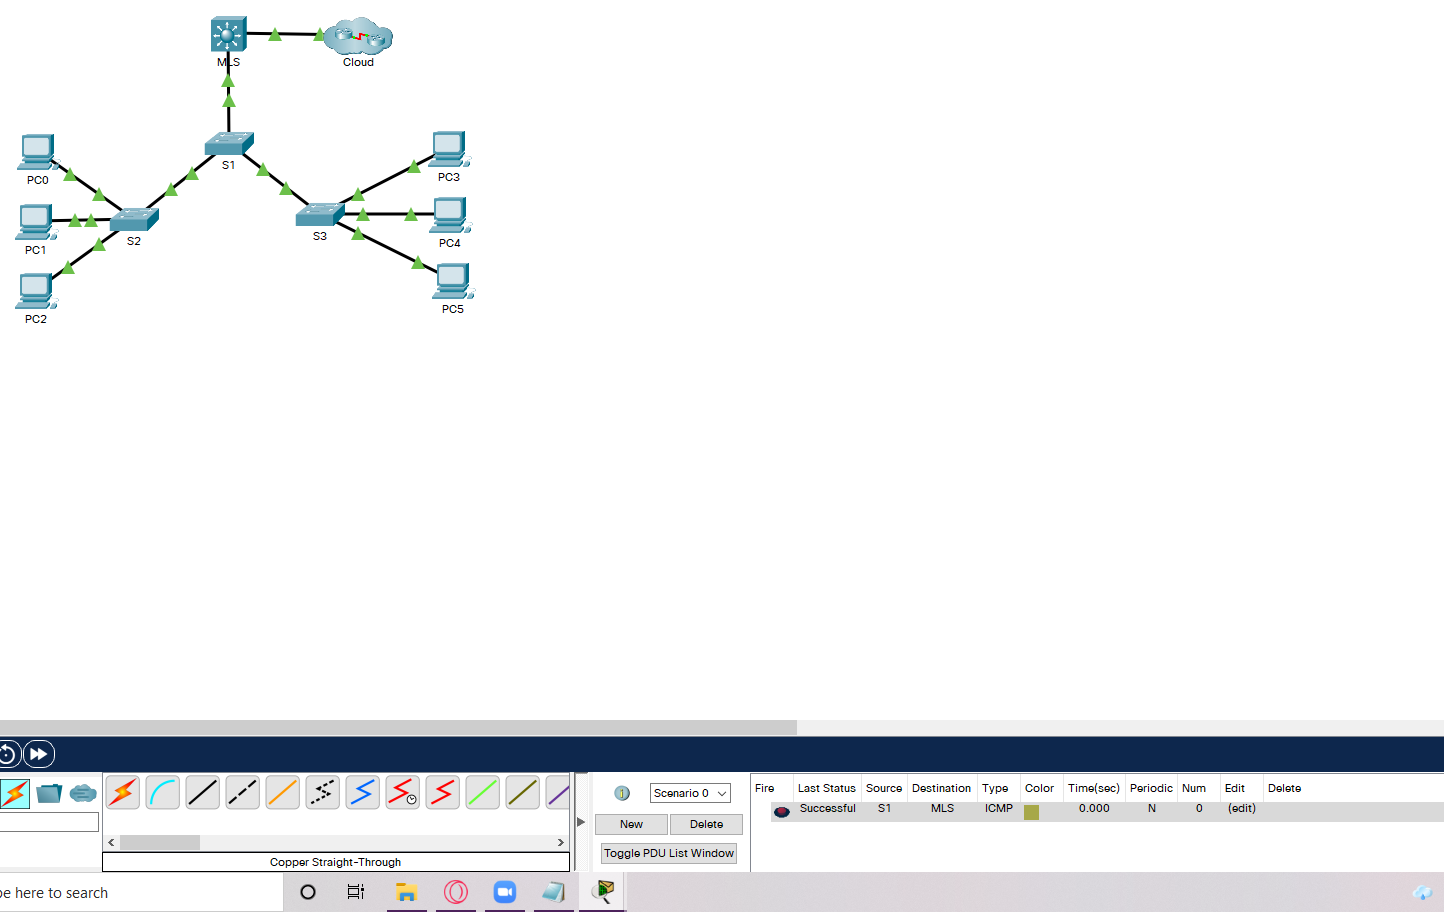 MLS
Cloud
S1
PC0
PC3
PC1
S2
S3
PC4
PC2
PC5
Scenario 0
New
Delete
Toggle PDU List Window
Fire Last Status Source Destination Type Color Time(sec) Periodic Num Edit Delete
Successful S1 MLS ICMP 0.000 N 0 (edit)
Copper Straight-Through
pe here to search